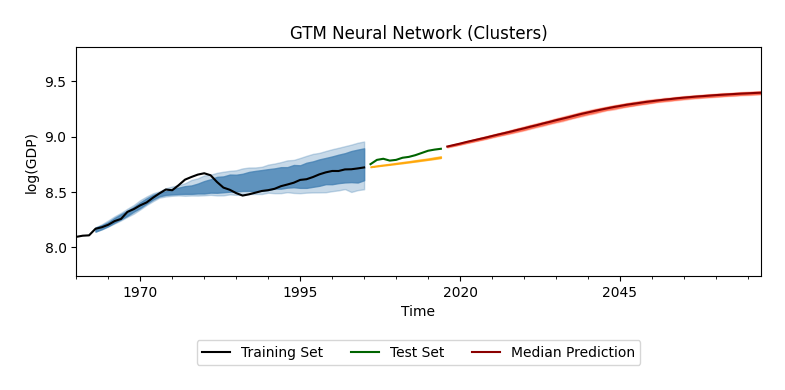 GTM Neural Network (Clusters)
log(GDP)
9.5
9.0
8.5
8.0
1970 1995 2020 2045
Time
Training Set Test Set Median Prediction